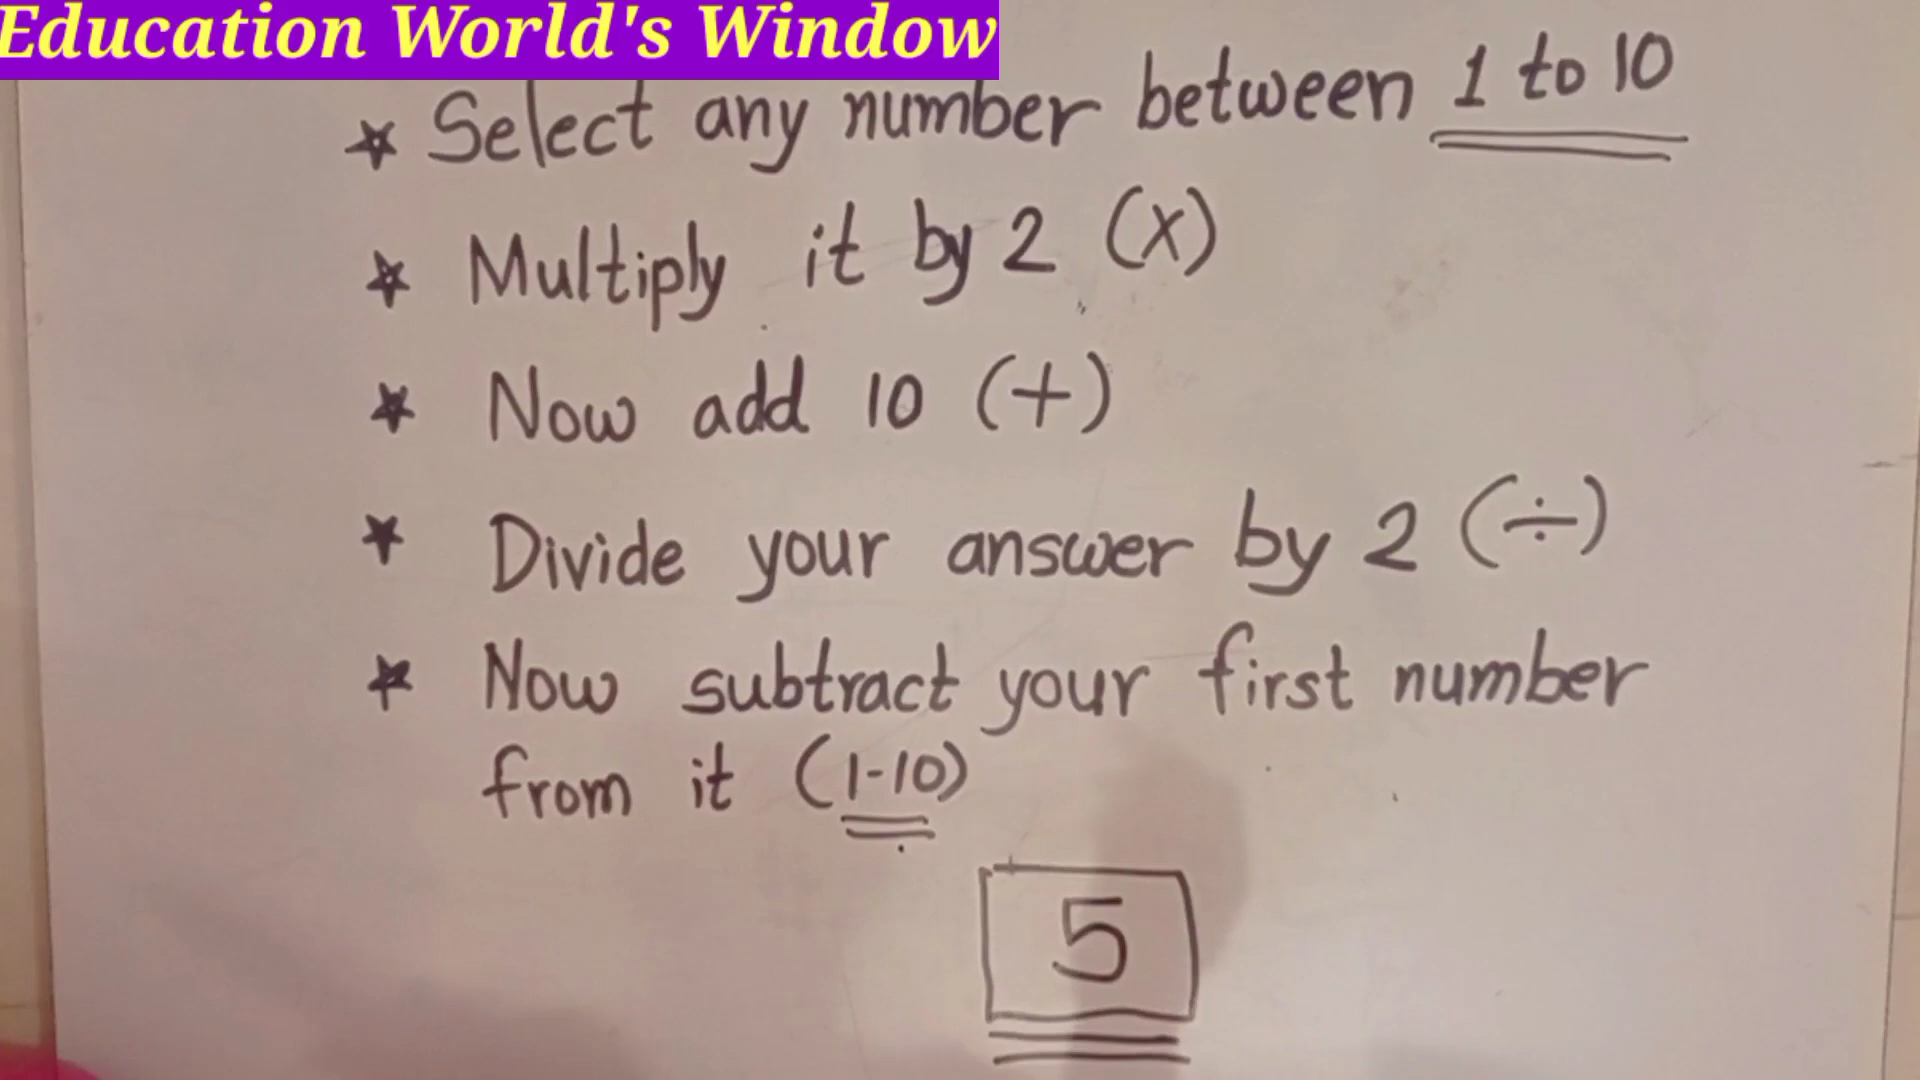 Education World's Window
Select any number between 1 to 10
Multiply it by 2 (×)
Now add 10 (+)
Divide your answer by 2 (÷)
Now subtract your first number
from it (1-10)
5